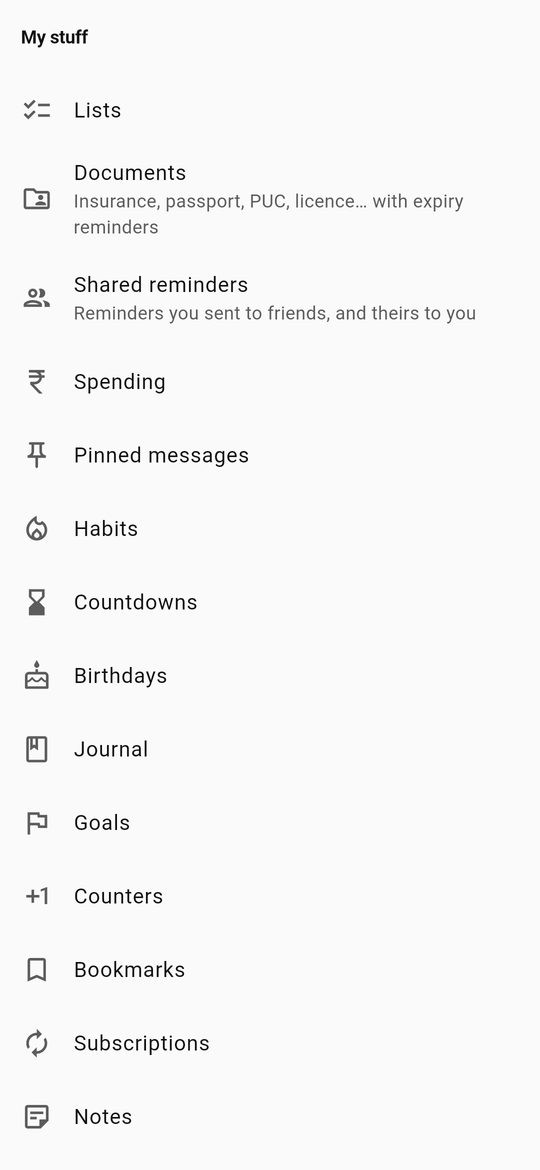 My stuff
Lists
Documents
Insurance, passport, PUC, licence… with expiry
reminders
Shared reminders
Reminders you sent to friends, and theirs to you
Spending
Pinned messages
Habits
Countdowns
Birthdays
Journal
Goals
+1 Counters
Bookmarks
Subscriptions
Notes